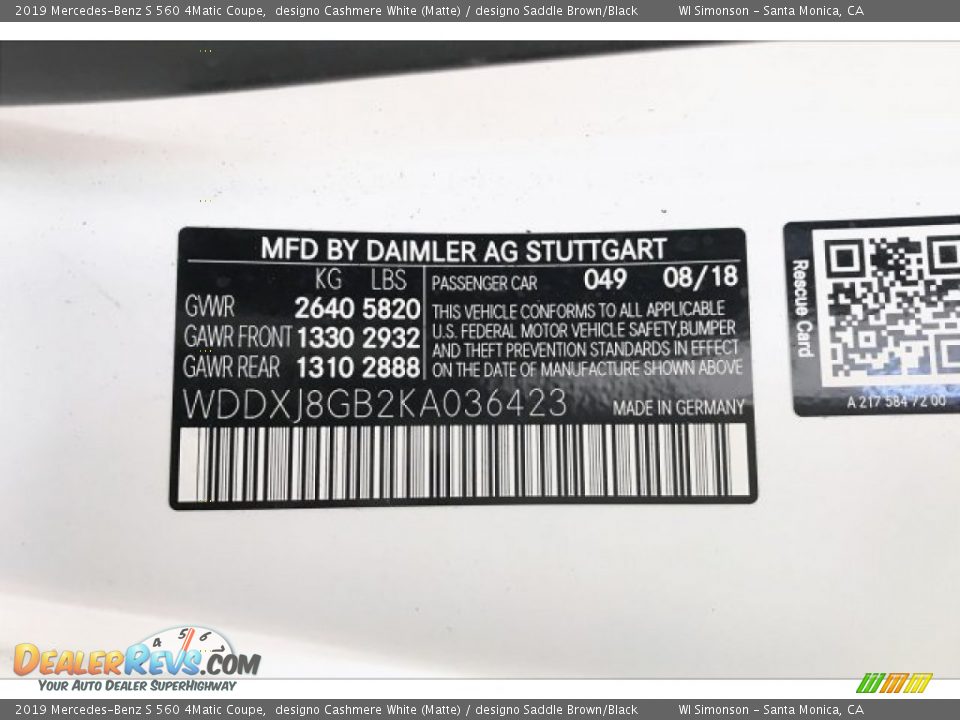 2019 Mercedes-Benz S 560 4Matic Coupe, designo Cashmere White (Matte) / designo Saddle Brown/Black WI Simonson - Santa Monica, CA
MFD BY DAIMLER AG STUTTGART
KG LBS
GVWR 2640 5820
GAWR FRONT 1330 2932
GAWR REAR 1310 2888
PASSENGER CAR 049 08/18
THIS VEHICLE CONFORMS TO ALL APPLICABLE
U.S. FEDERAL MOTOR VEHICLE SAFETY,BUMPER
AND THEFT PREVENTION STANDARDS IN EFFECT
ON THE DATE OF MANUFACTURE SHOWN ABOVE
WDDXJ8GB2KA036423 MADE IN GERMANY
Rescue Card
A 217 584 72 00
4 5 6
DEALERREVS.COM
YOUR AUTO DEALER SUPERHIGHWAY
2019 Mercedes-Benz S 560 4Matic Coupe, designo Cashmere White (Matte) / designo Saddle Brown/Black WI Simonson - Santa Monica, CA